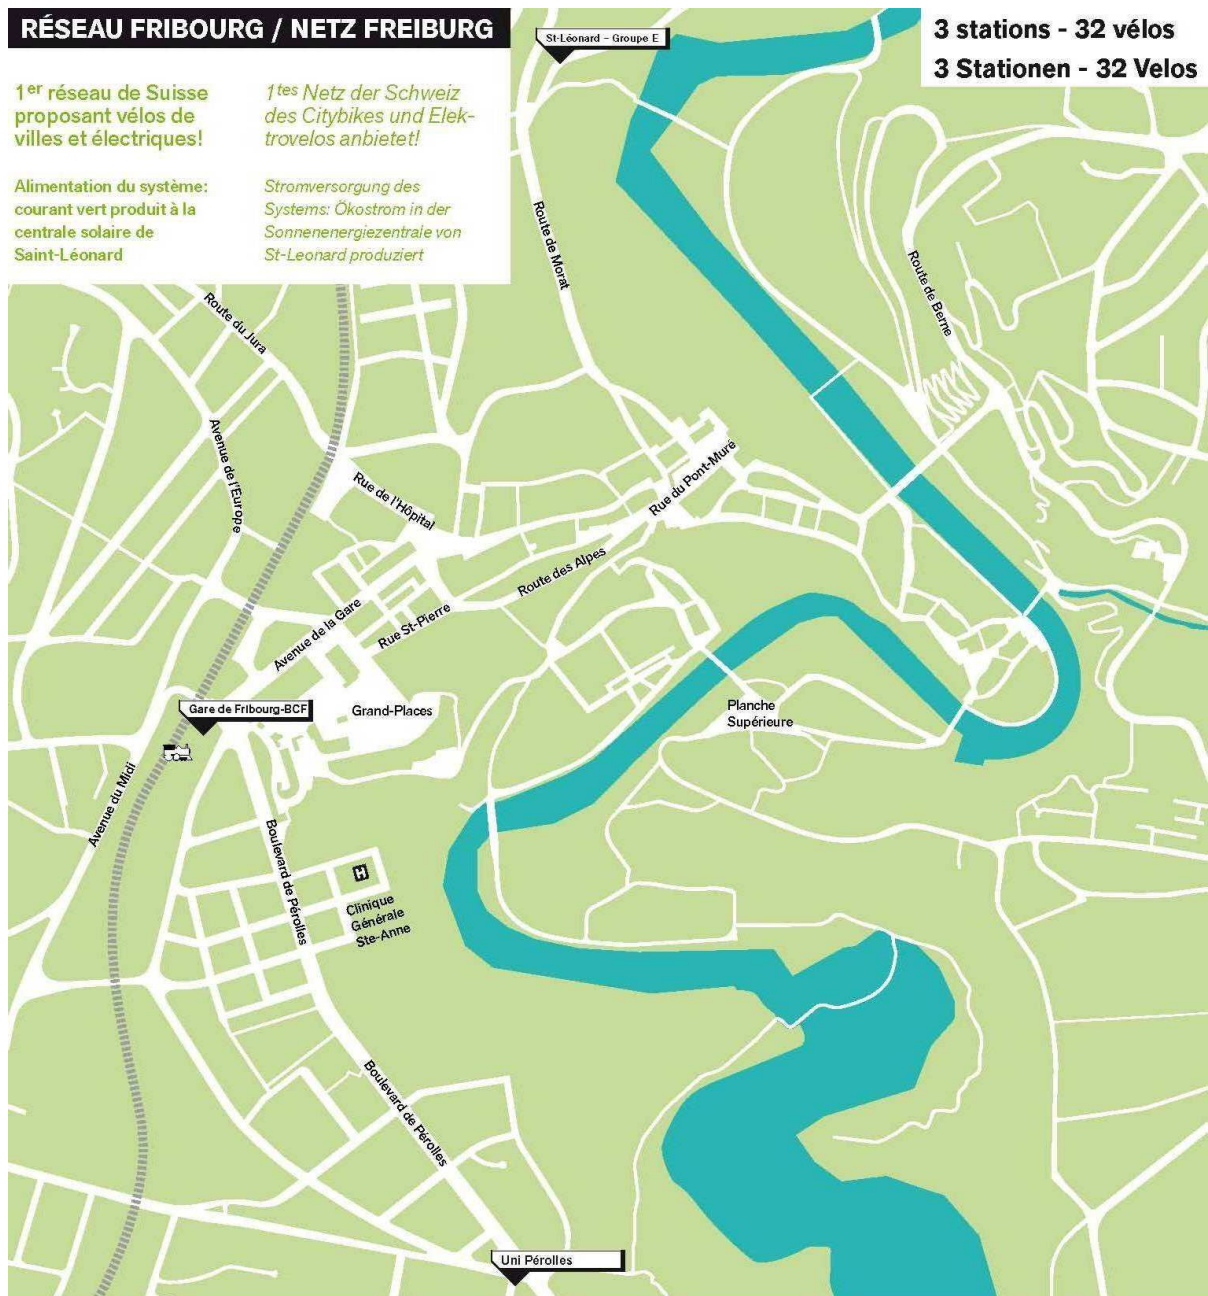 RÉSEAU FRIBOURG / NETZ FREIBURG
3 stations - 32 vélos
3 Stationen - 32 Velos
1er réseau de Suisse
proposant vélos de
villes et électriques!
1tes Netz der Schweiz
des Citybikes und Elek-
trovelos anbietet!
Alimentation du système:
courant vert produit à la
centrale solaire de
Saint-Léonard
Stromversorgung des
Systems: Ökostrom in der
Sonnenenergiezentrale von
St-Leonard produziert
St-Léonard – Groupe E
Route de Morat
Route de Berne
Route du Jura
Avenue de l'Europe
Rue de l'Hôpital
Rue du Pont-Muré
Route des Alpes
Avenue de la Gare
Rue St-Pierre
Gare de Fribourg-BCF
Grand-Places
Planche
Supérieure
Avenue du Midi
Boulevard de Pérolles
H
Clinique
Générale
Ste-Anne
Boulevard de Pérolles
Uni Pérolles